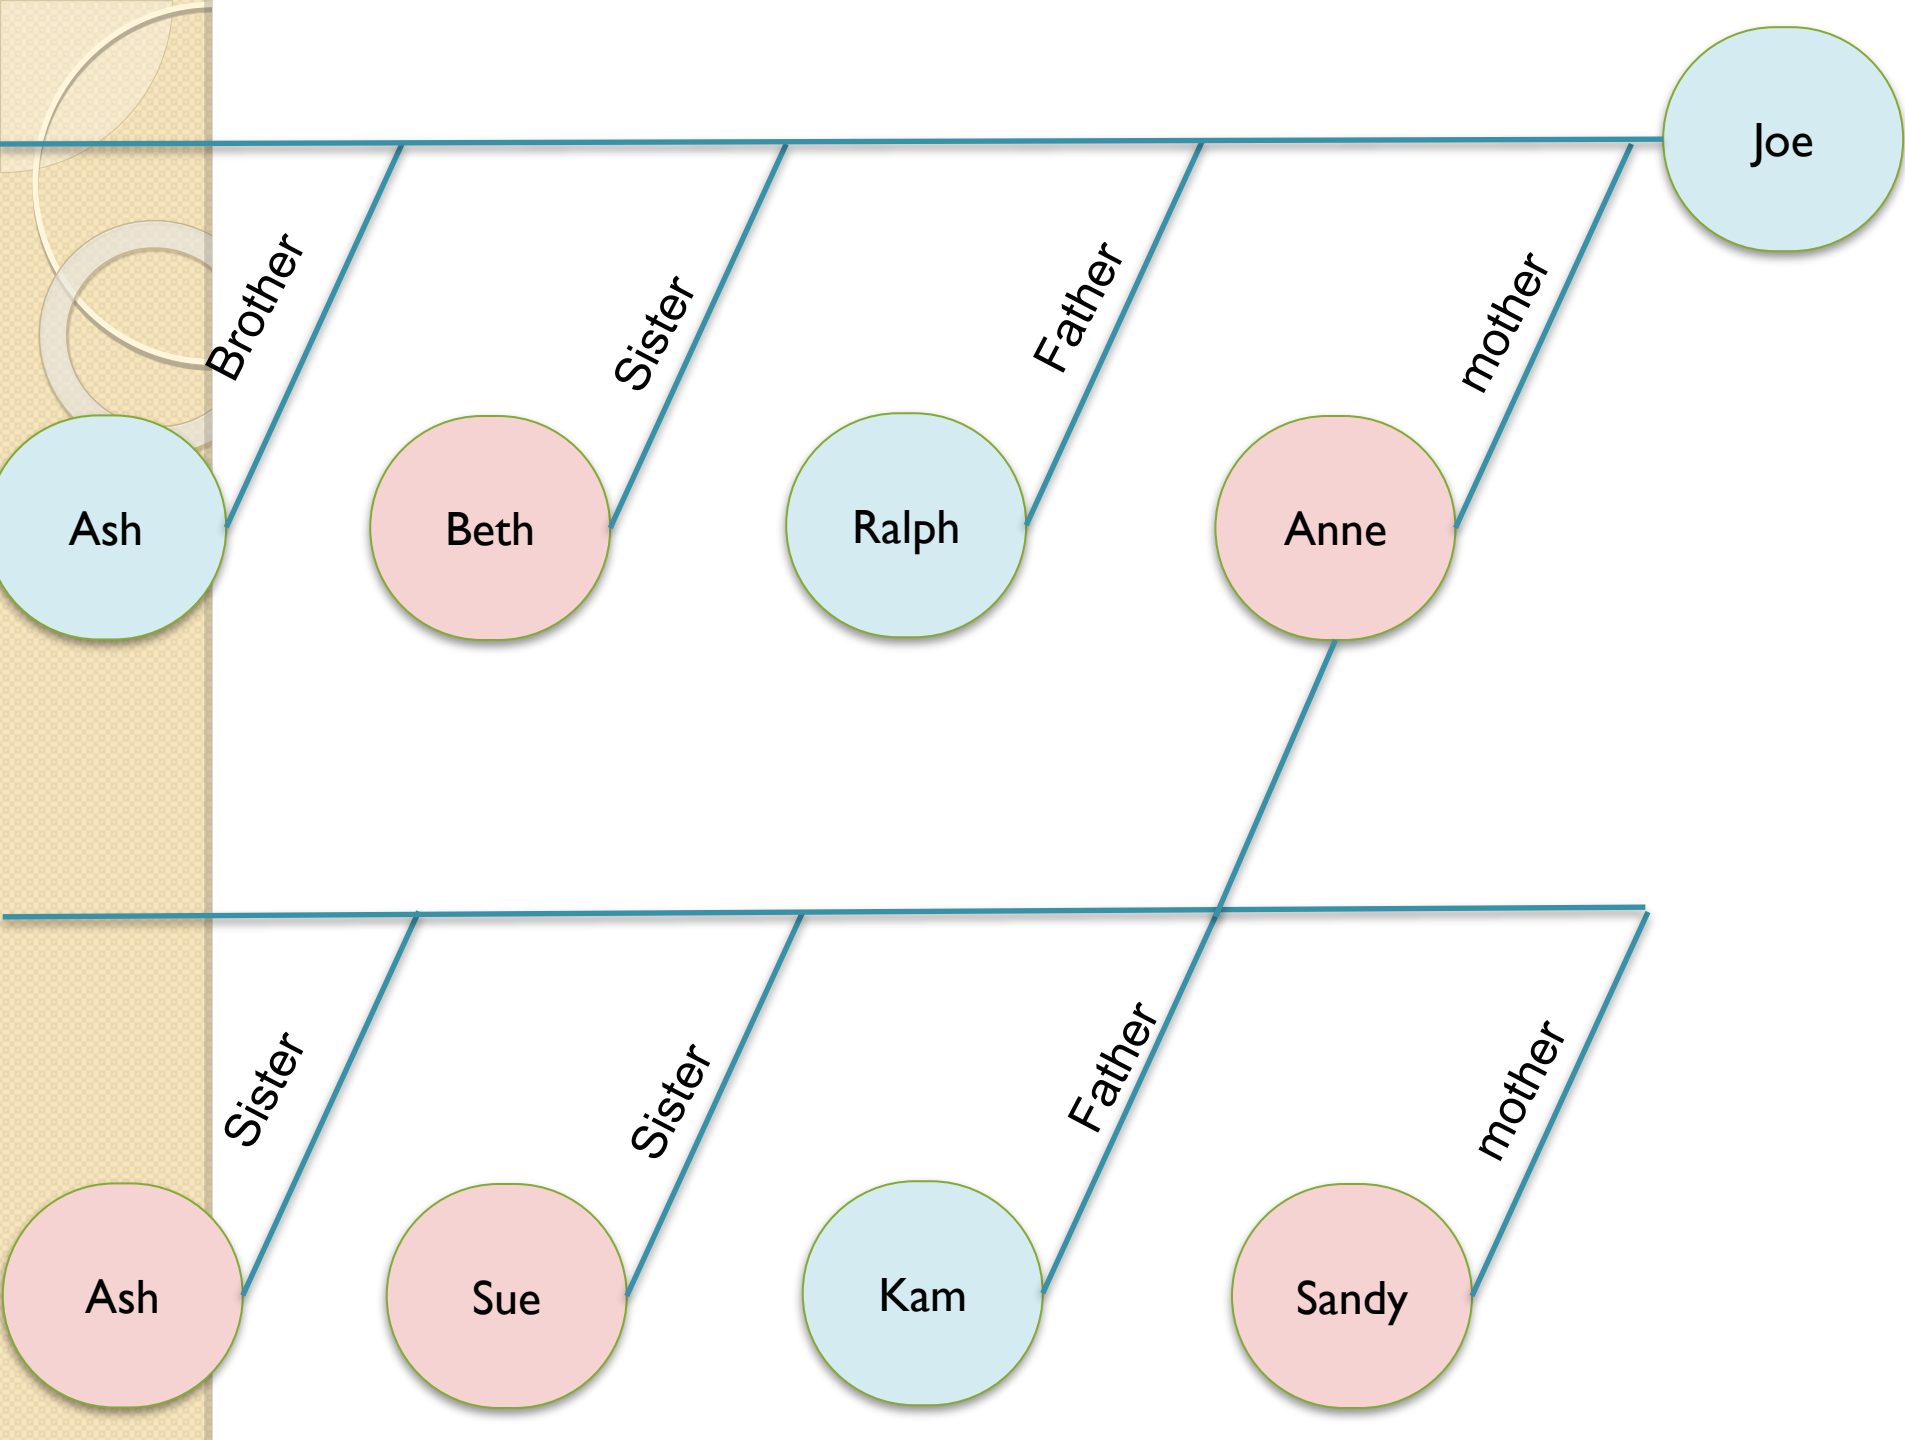 Joe
Brother
Sister
Father
mother
Ash
Beth
Ralph
Anne
Sister
Sister
Father
mother
Ash
Sue
Kam
Sandy